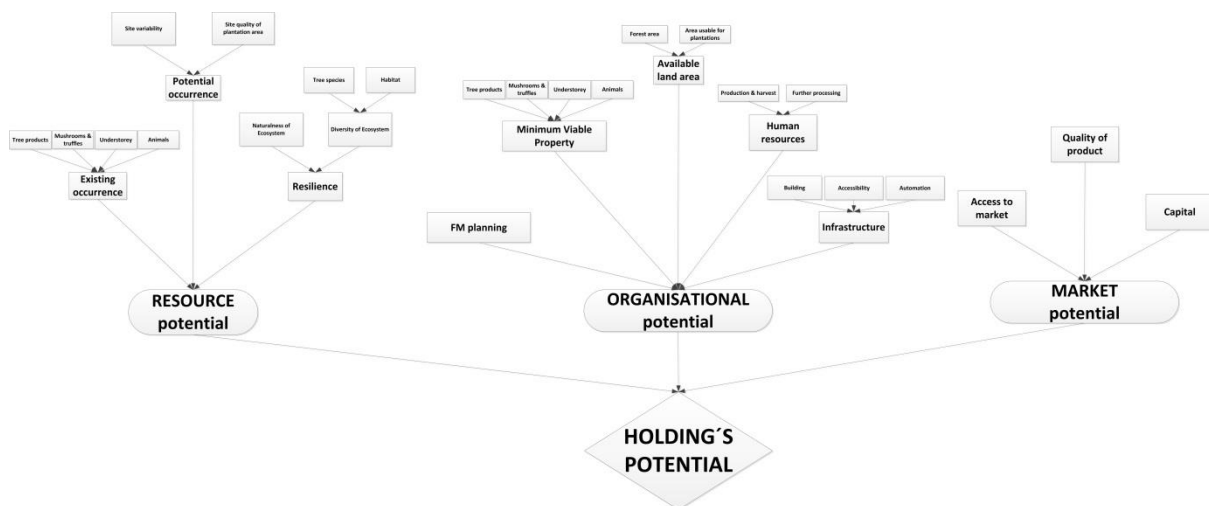 Site variability
Site quality of
plantation area
Potential
occurrence
Tree species
Habitat
Naturalness of
Ecosystem
Diversity of Ecosystem
Tree products
Mushrooms &
truffles
Understorey
Animals
Existing
occurrence
Resilience
RESOURCE
potential
Forest area
Area usable for
plantations
Available
land area
Tree products
Mushrooms &
truffles
Understorey
Animals
Minimum Viable
Property
Production & harvest
Further processing
Human
resources
Building
Accessibility
Automation
Infrastructure
FM planning
ORGANISATIONAL
potential
Quality of
product
Access to
market
Capital
MARKET
potential
HOLDING´S
POTENTIAL